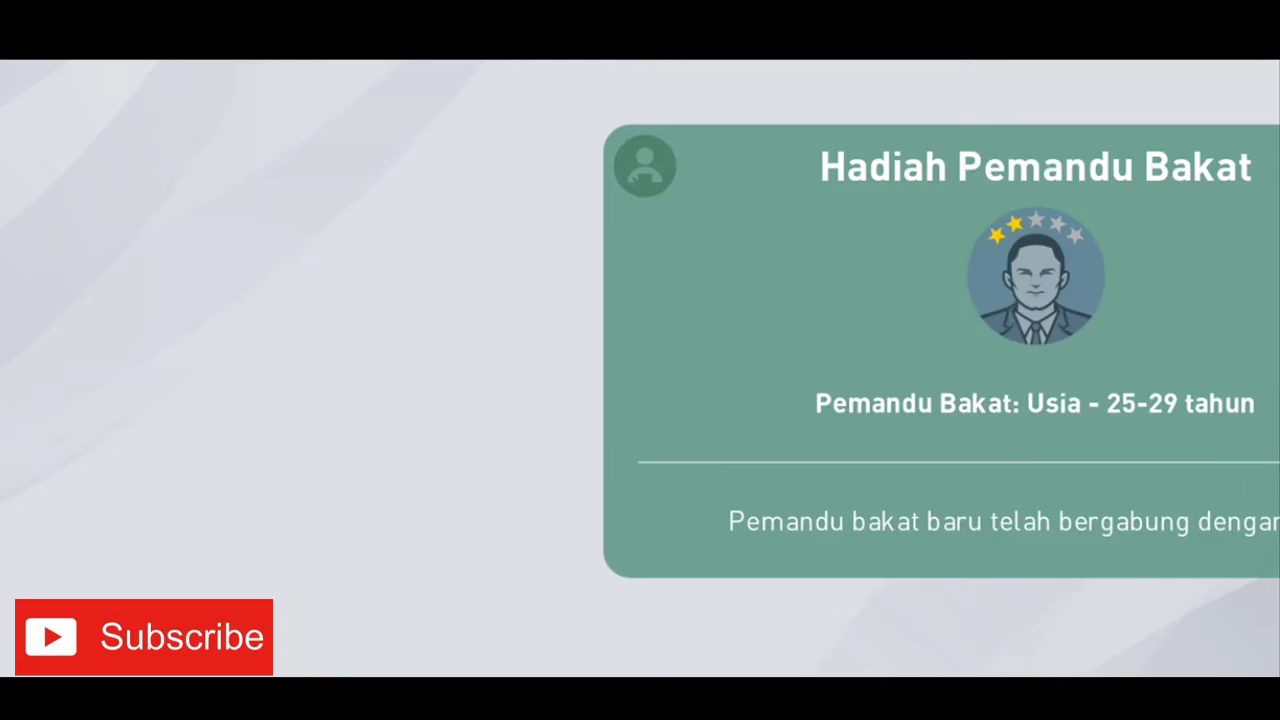 Hadiah Pemandu Bakat
Pemandu Bakat: Usia - 25-29 tahun
Pemandu bakat baru telah bergabung dengan
Subscribe